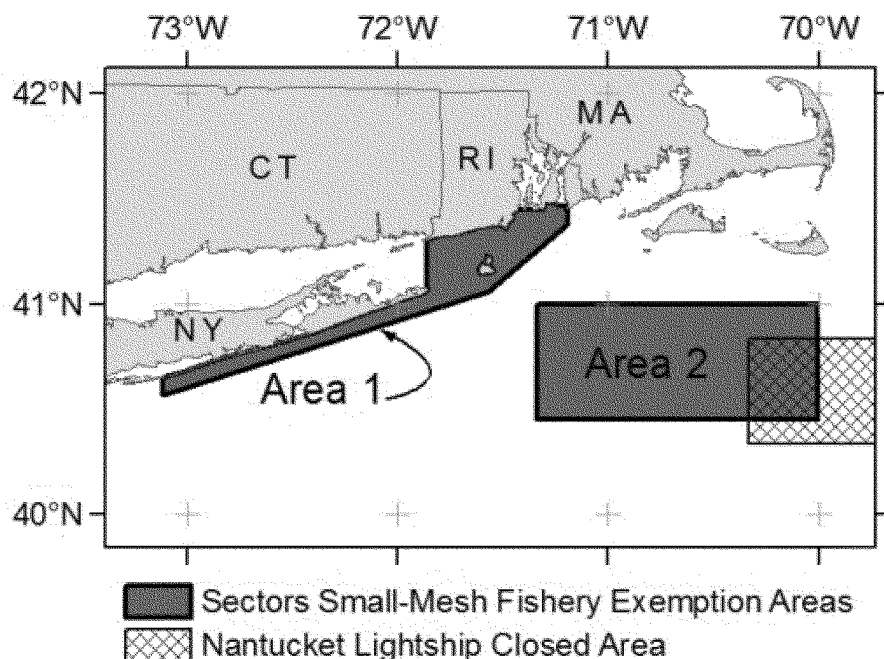 73°W 72°W 71°W 70°W
42°N
MA
CT
RI
41°N
NY
Area 2
Area 1
40°N
Sectors Small-Mesh Fishery Exemption Areas
Nantucket Lightship Closed Area